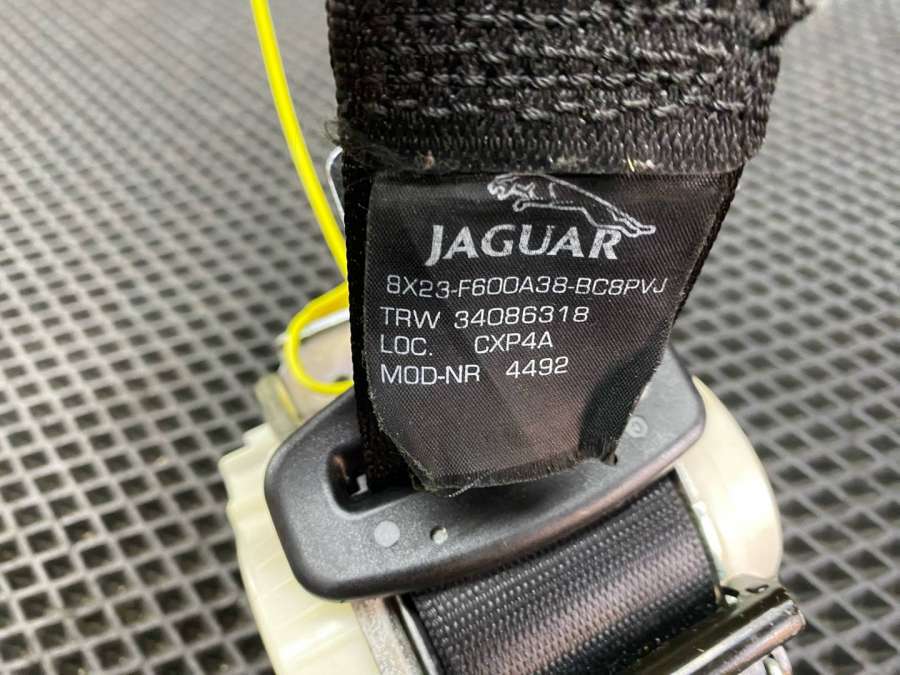 JAGUAR
8X23-F600A38-BC8PVJ
TRW 34086318
LOC. CXP4A
MOD-NR 4492